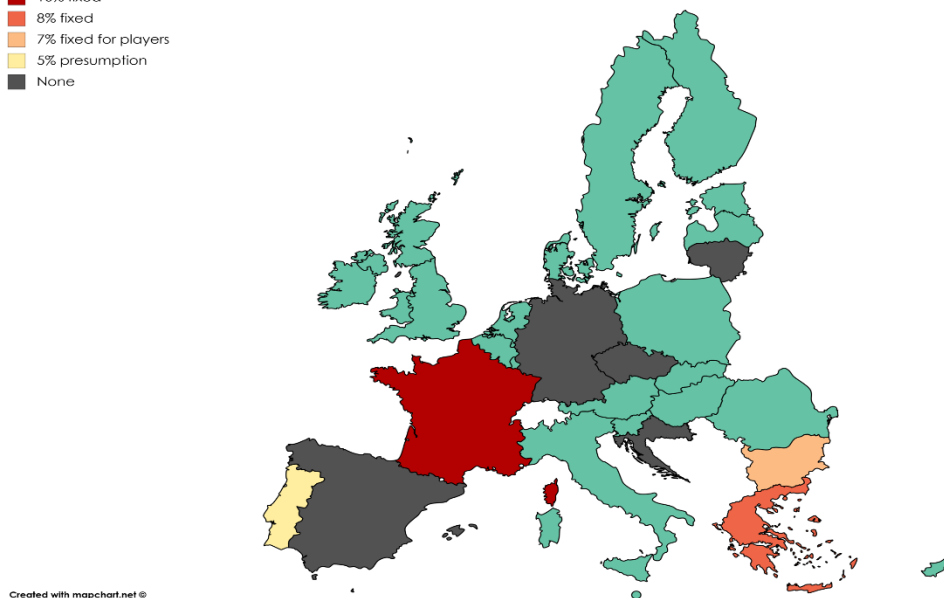 8% fixed
7% fixed for players
5% presumption
None
Created with mapchart.net ©